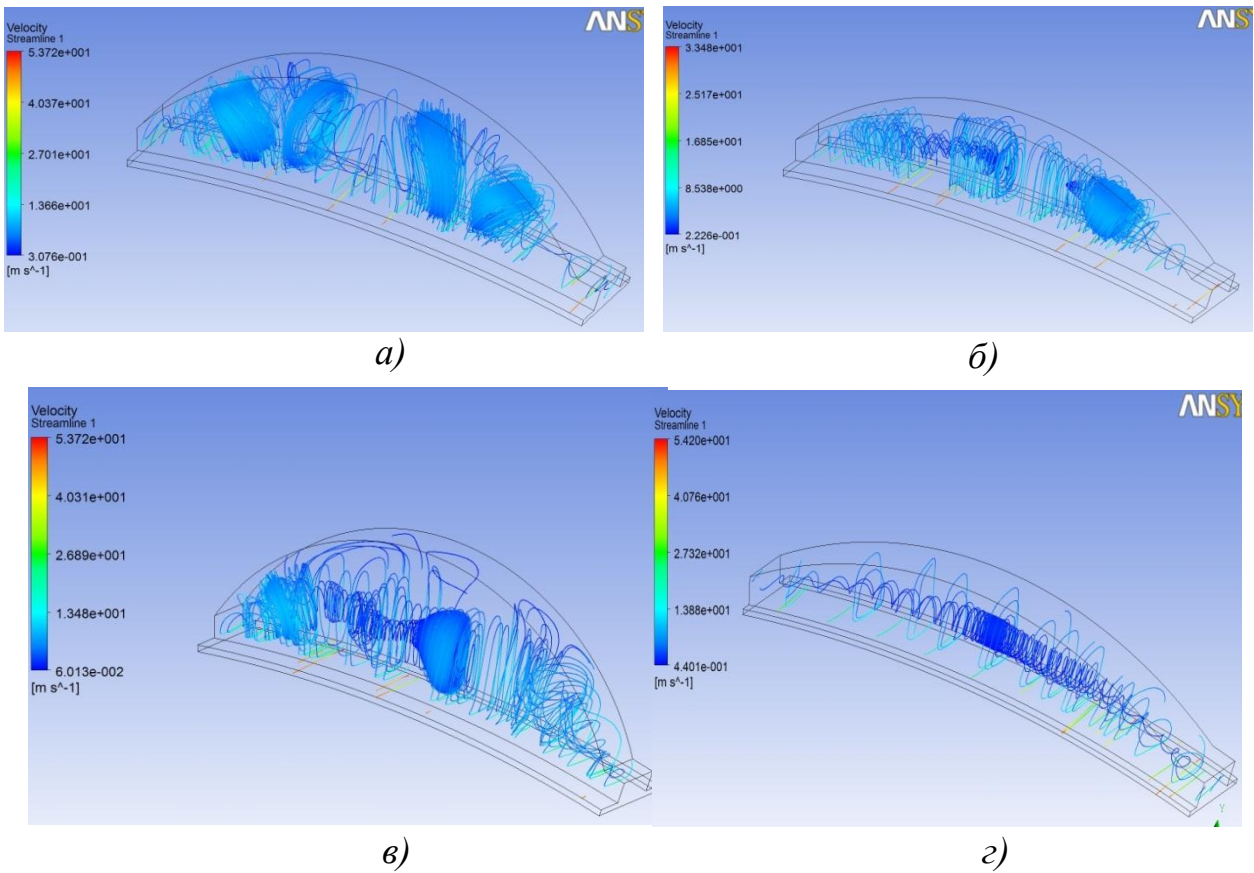 ANS
Velocity
Streamline 1
5.372e+001
4.037e+001
2.701e+001
1.366e+001
3.076e-001
[m s^-1]
а)
ANSY
Velocity
Streamline 1
3.348e+001
2.517e+001
1.685e+001
8.538e+000
2.226e-001
[m s^-1]
б)
Velocity
Streamline 1
5.372e+001
4.031e+001
2.689e+001
1.348e+001
6.013e-002
[m s^-1]
в)
ANSY
Velocity
Streamline 1
5.420e+001
4.076e+001
2.732e+001
1.388e+001
4.401e-001
[m s^-1]
Y
г)